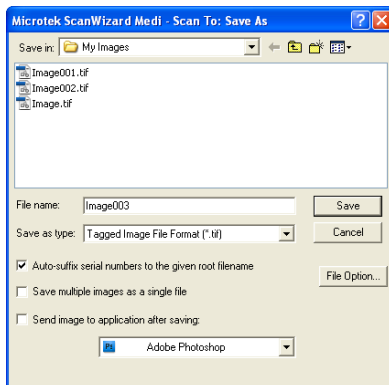 Microtek ScanWizard Medi - Scan To: Save As
Save in: My Images
Image001.tif
Image002.tif
Image.tif
File name: Image003 Save
Save as type: Tagged Image File Format (*.tif) Cancel
Auto-suffix serial numbers to the given root filename
File Option...
Save multiple images as a single file
Send image to application after saving:
Ps Adobe Photoshop